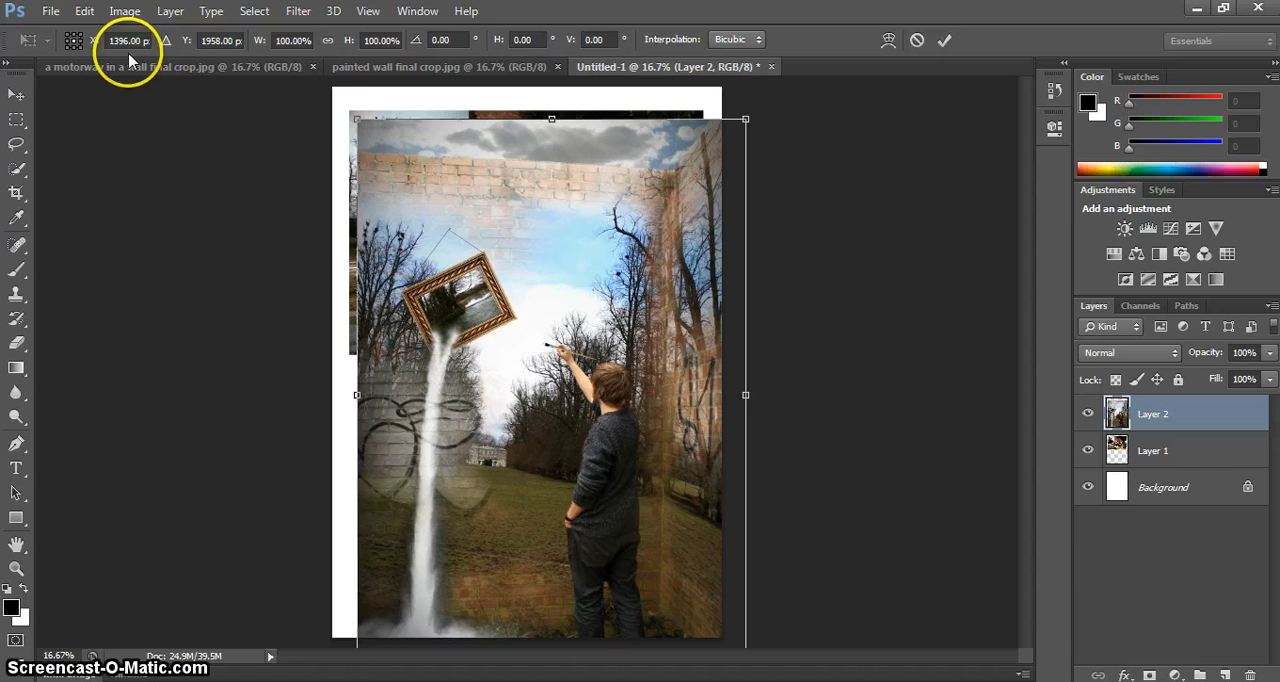 Ps File Edit Image Layer Type Select Filter 3D View Window Help
X: 1396.00 p Y: 1958.00 p W: 100.00% H: 100.00% 0.00 ° H: 0.00 ° V: 0.00 ° Interpolation: Bicubic Essentials
a motorway in a wall final crop.jpg @ 16.7% (RGB/8) × painted wall final crop.jpg @ 16.7% (RGB/8) × Untitled-1 @ 16.7% (Layer 2, RGB/8) * ×
Color Swatches
R 0
G 0
B 0
Adjustments Styles
Add an adjustment
Layers Channels Paths
Kind
Normal Opacity: 100%
Lock: Fill: 100%
Layer 2
Layer 1
Background
16.67% Doc: 24.9M/39.5M
Screencast-O-Matic.com